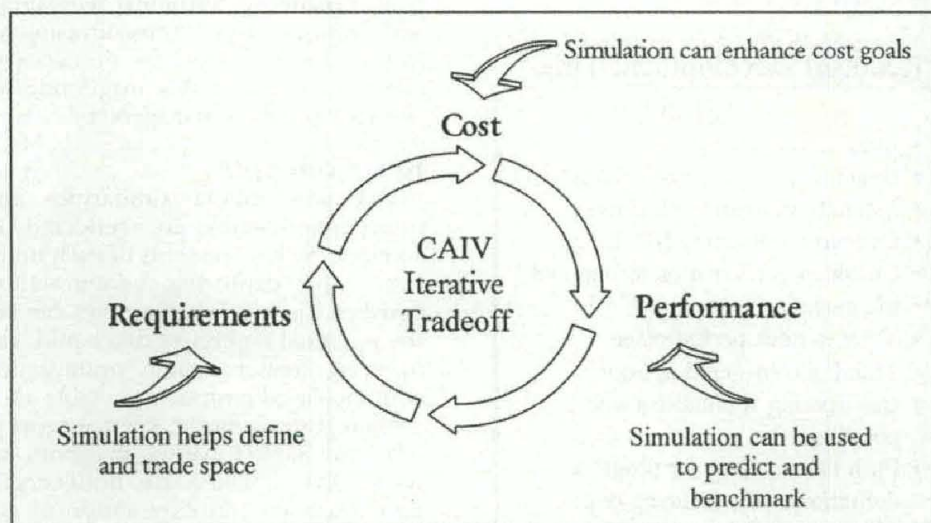 Simulation can enhance cost goals
Cost
CAIV
Iterative
Tradeoff
Requirements
Performance
Simulation helps define
and trade space
Simulation can be used
to predict and
benchmark